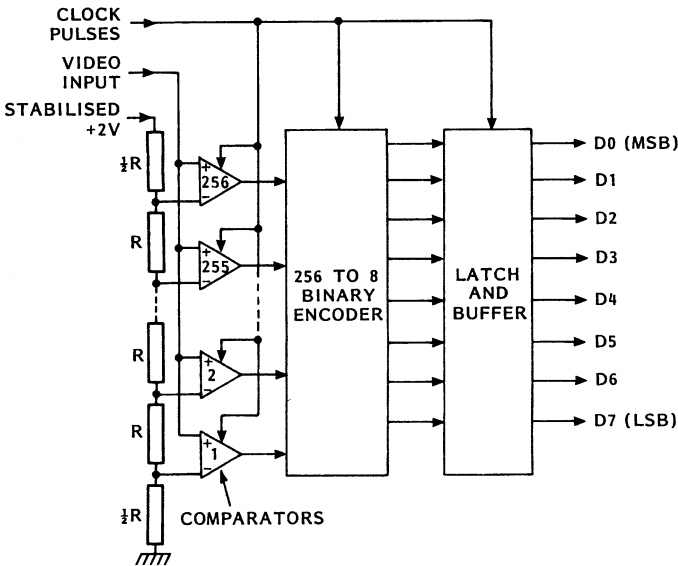 CLOCK
PULSES
VIDEO
INPUT
STABILISED
+2V
½R
+
256
−
R
+
255
−
R
+
2
−
R
+
1
−
½R
COMPARATORS
256 TO 8
BINARY
ENCODER
LATCH
AND
BUFFER
D0 (MSB)
D1
D2
D3
D4
D5
D6
D7 (LSB)